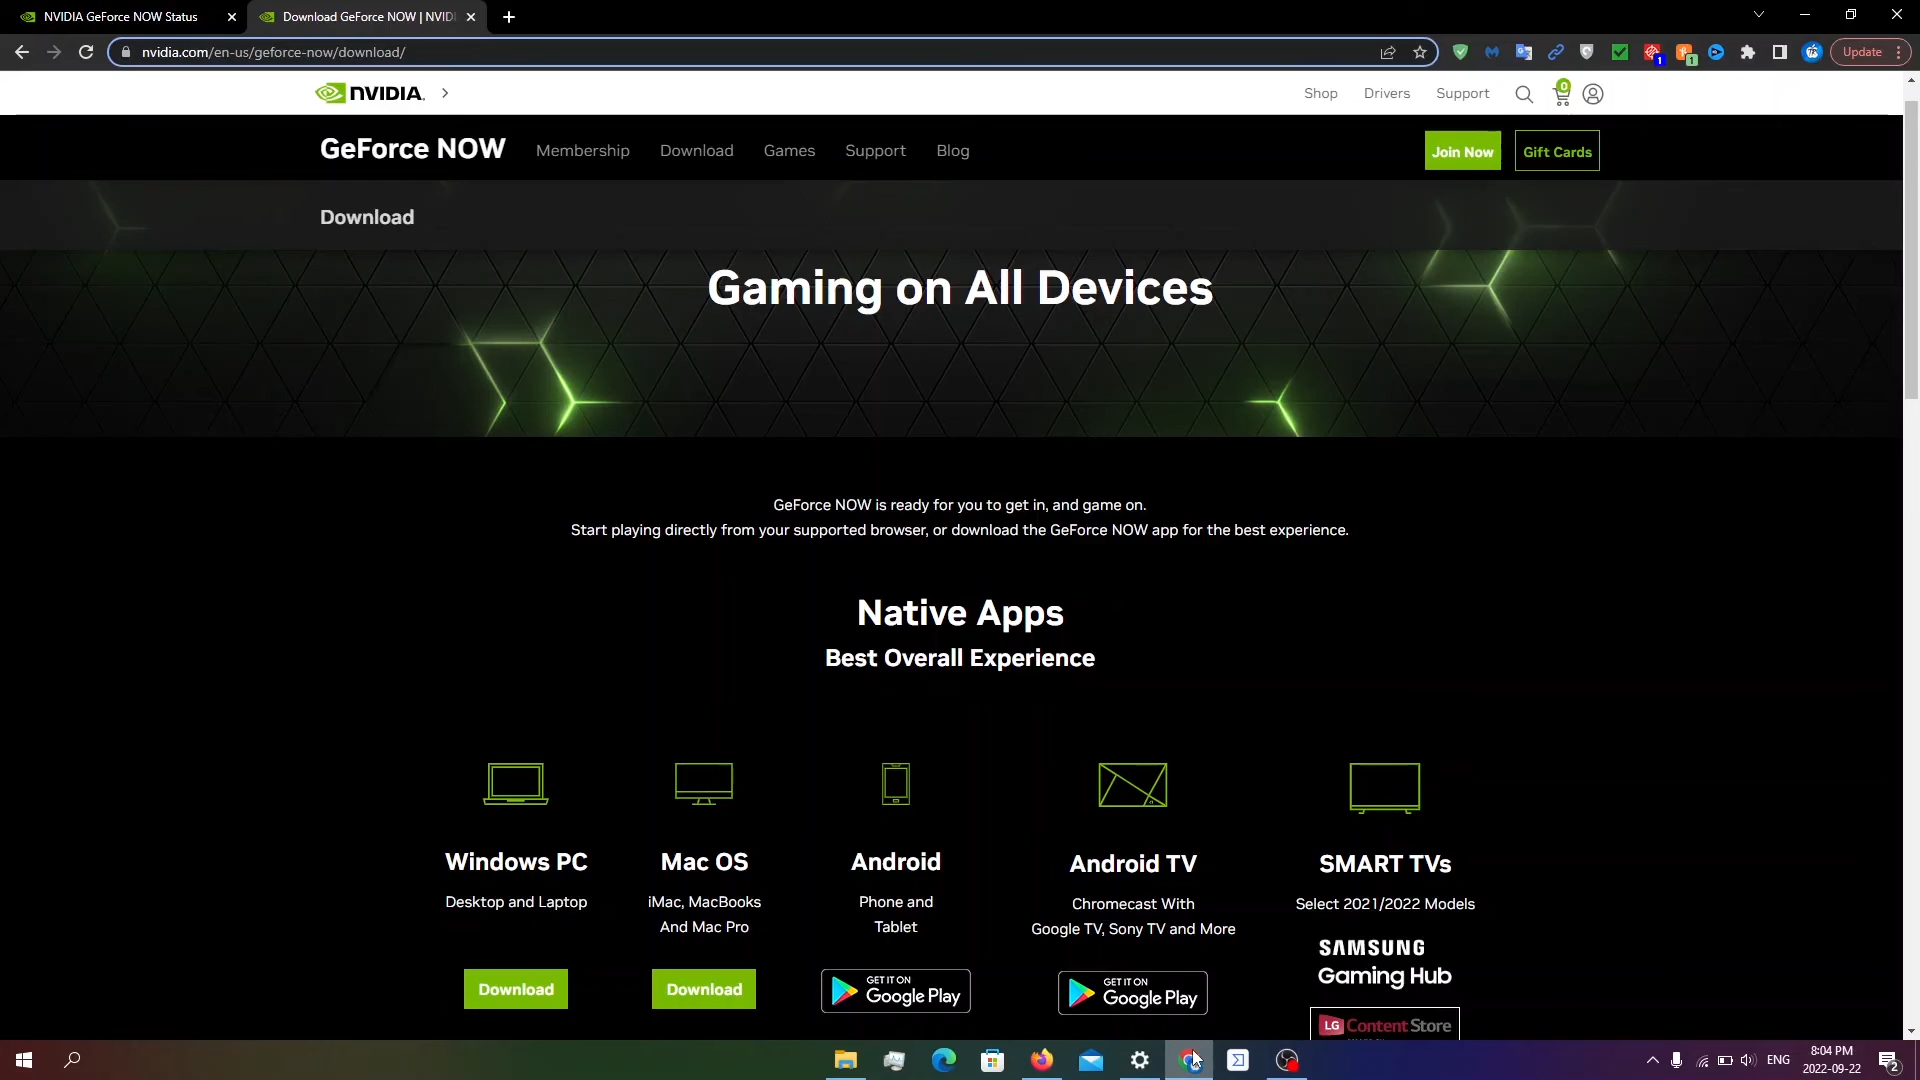 NVIDIA GeForce NOW Status
Download GeForce NOW | NVID
nvidia.com/en-us/geforce-now/download/
1
1
Update
NVIDIA.
Shop
Drivers
Support
0
GeForce NOW
Membership
Download
Games
Support
Blog
Join Now
Gift Cards
Download
Gaming on All Devices
GeForce NOW is ready for you to get in, and game on.
Start playing directly from your supported browser, or download the GeForce NOW app for the best experience.
Native Apps
Best Overall Experience
Windows PC
Desktop and Laptop
Download
Mac OS
iMac, MacBooks
And Mac Pro
Download
Android
Phone and
Tablet
GET IT ON
Google Play
Android TV
Chromecast With
Google TV, Sony TV and More
GET IT ON
Google Play
SMART TVs
Select 2021/2022 Models
SAMSUNG
Gaming Hub
LG Content Store
ENG
8:04 PM
2022-09-22
2